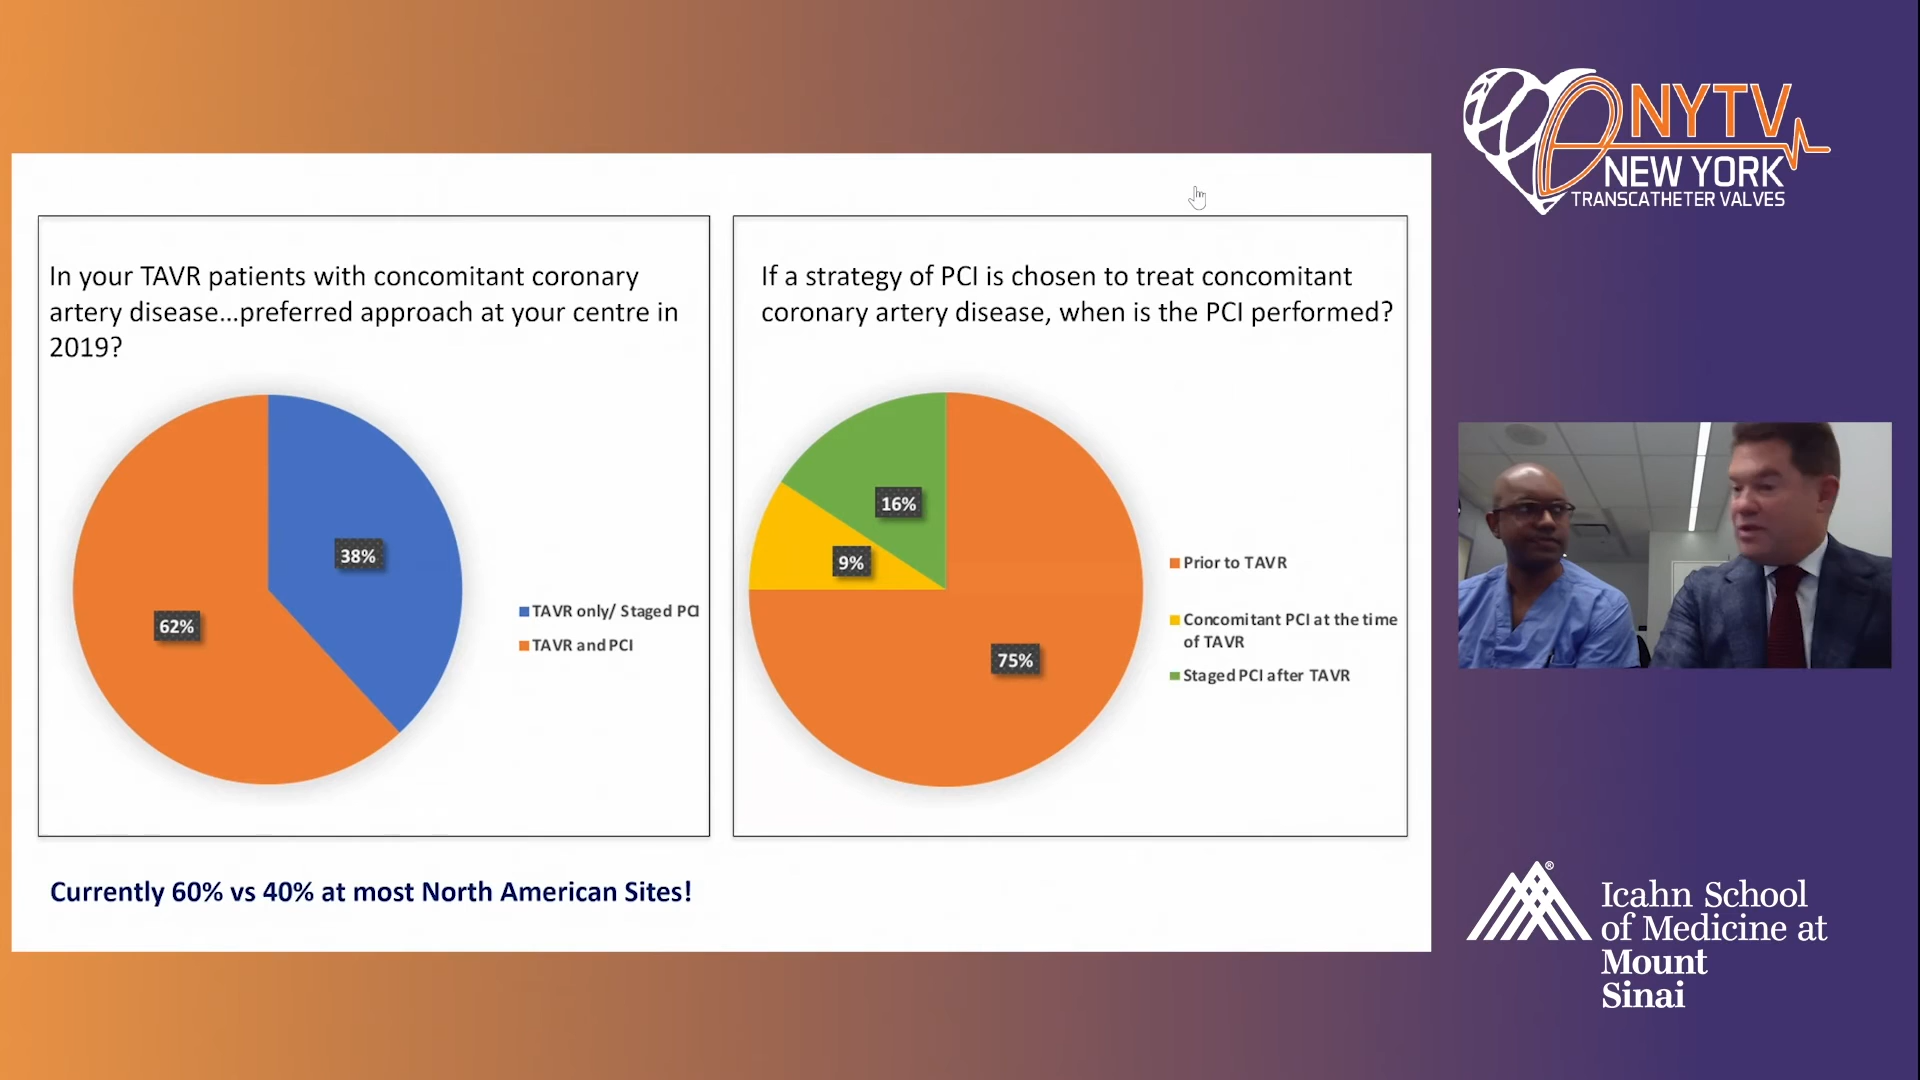 NYTV
NEW YORK
TRANSCATHETER VALVES
In your TAVR patients with concomitant coronary
artery disease...preferred approach at your centre in
2019?
38%
62%
TAVR only/ Staged PCI
TAVR and PCI
If a strategy of PCI is chosen to treat concomitant
coronary artery disease, when is the PCI performed?
16%
9%
75%
Prior to TAVR
Concomitant PCI at the time
of TAVR
Staged PCI after TAVR
Currently 60% vs 40% at most North American Sites!
®
Icahn School
of Medicine at
Mount
Sinai